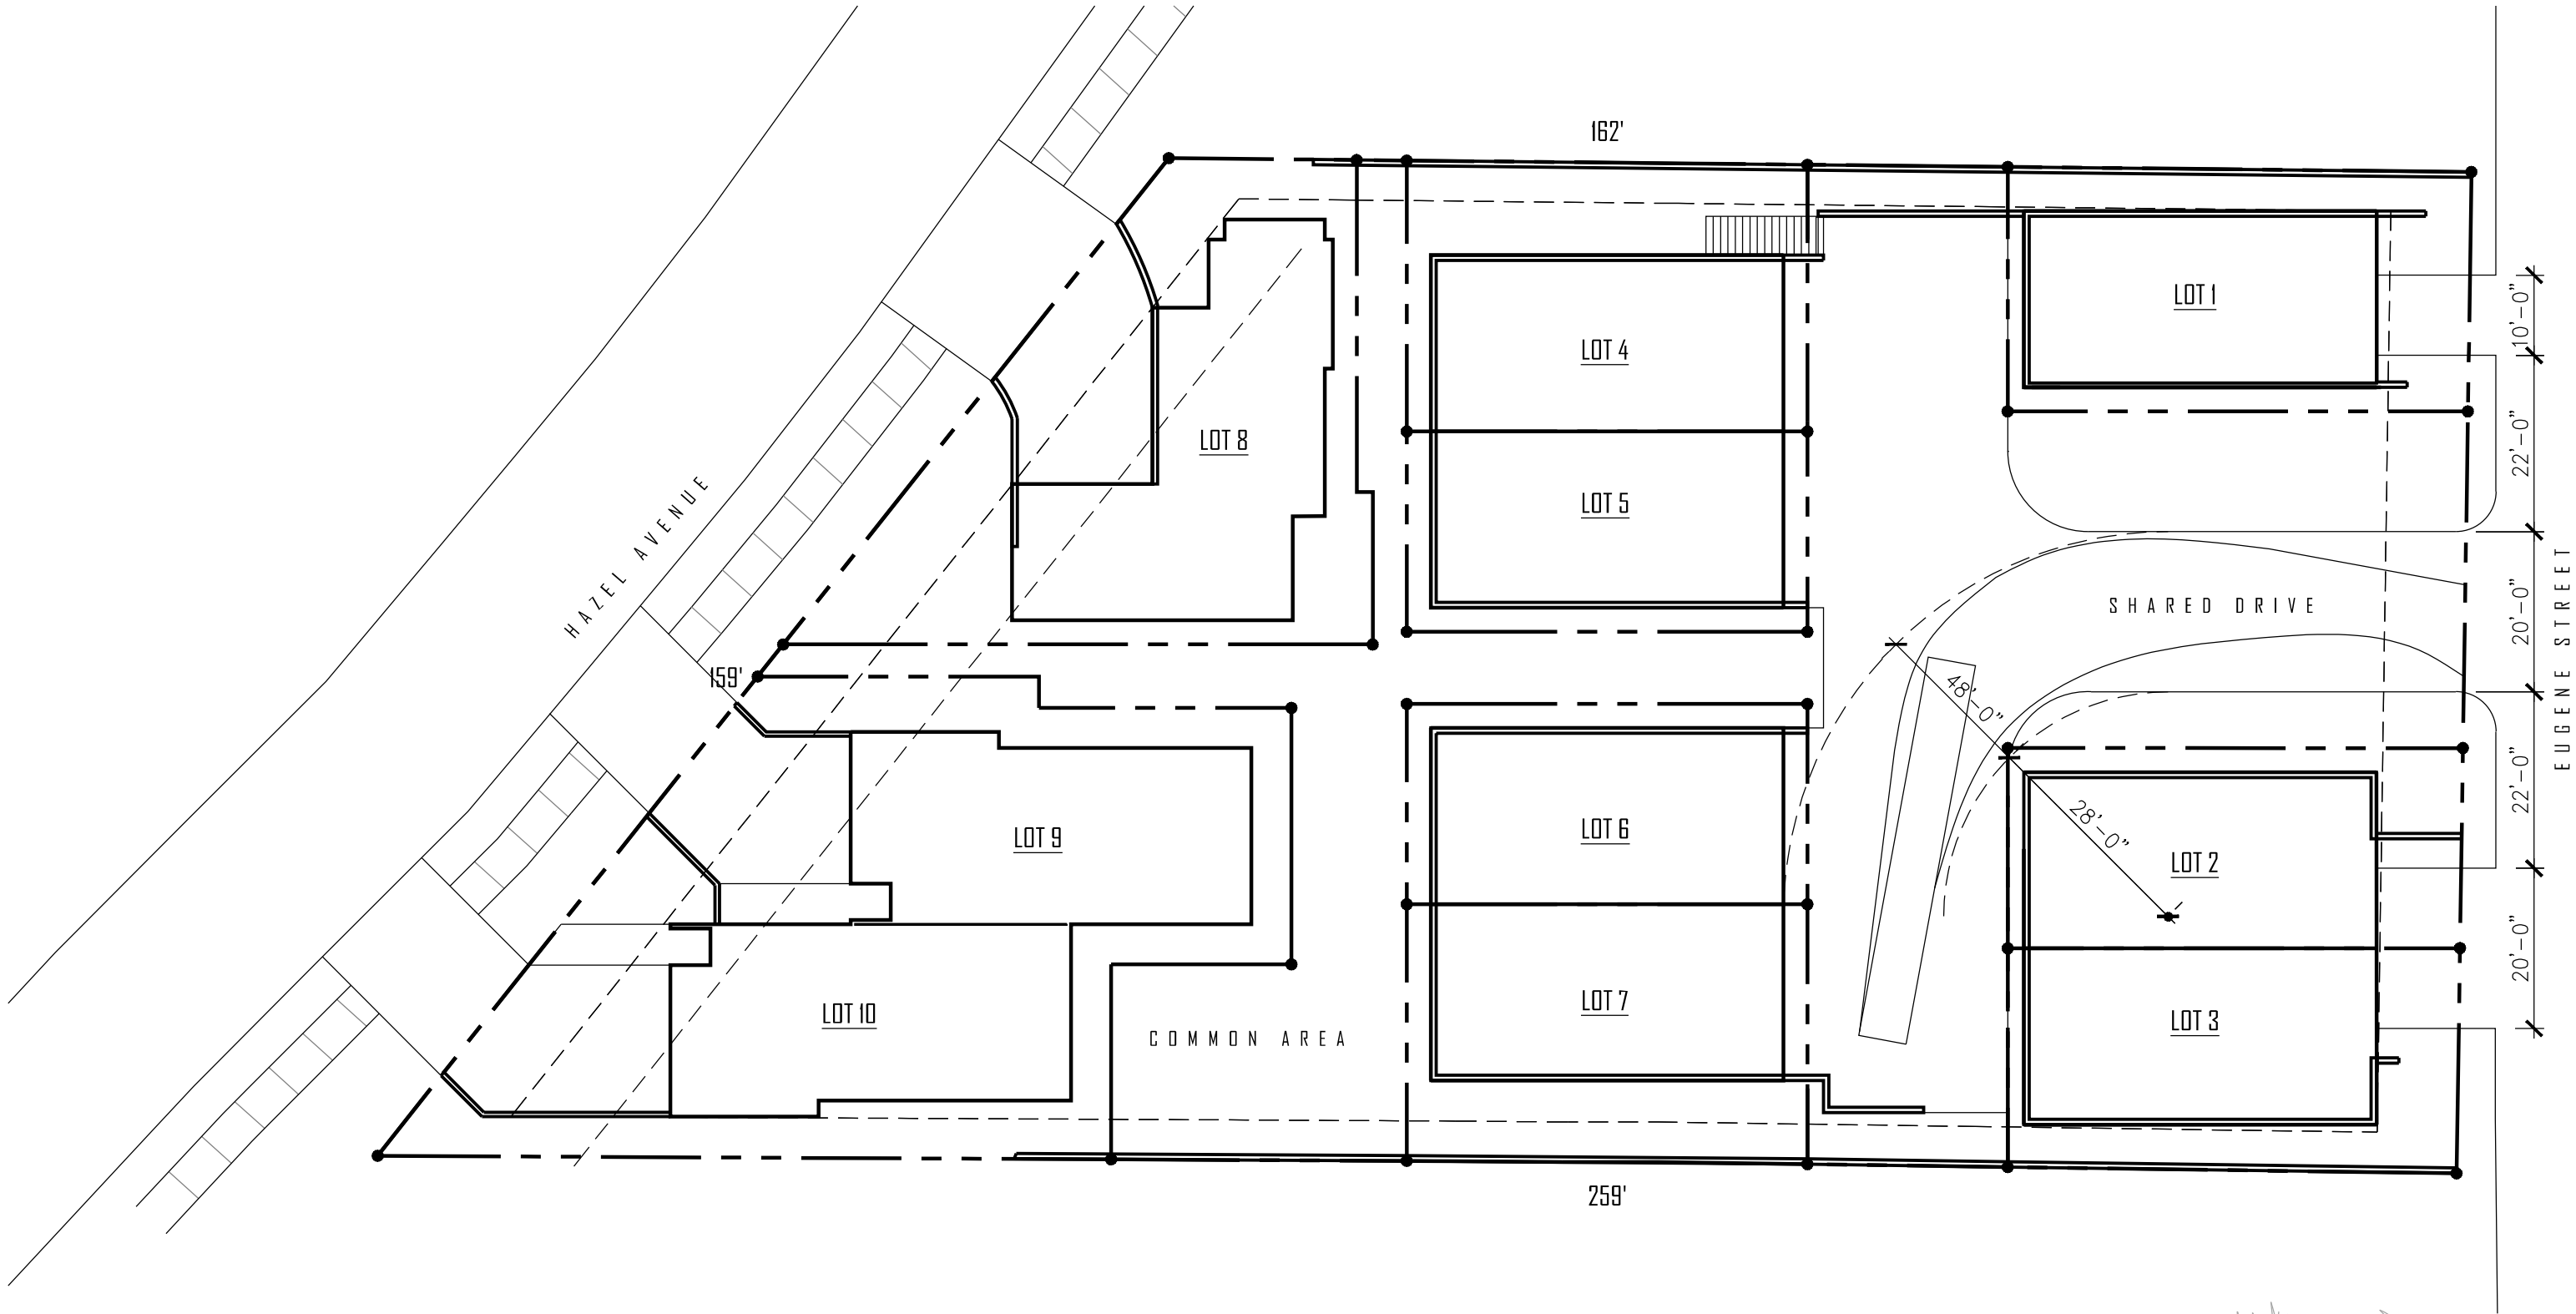 162'
LOT 1
10'-0"
LOT 4
LOT 8
22'-0"
HAZEL AVENUE
LOT 5
SHARED DRIVE
20'-0"
EUGENE STREET
159'
48'-0"
LOT 9
LOT 6
28'-0"
LOT 2
22'-0"
LOT 10
LOT 7
LOT 3
20'-0"
COMMON AREA
259'